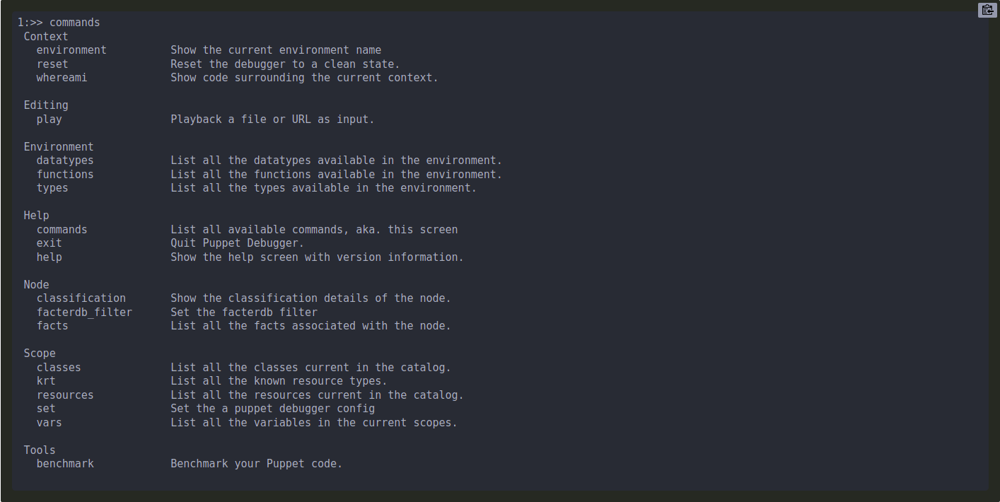 1:>> commands
Context
environment Show the current environment name
reset Reset the debugger to a clean state.
whereami Show code surrounding the current context.
Editing
play Playback a file or URL as input.
Environment
datatypes List all the datatypes available in the environment.
functions List all the functions available in the environment.
types List all the types available in the environment.
Help
commands List all available commands, aka. this screen
exit Quit Puppet Debugger.
help Show the help screen with version information.
Node
classification Show the classification details of the node.
facterdb_filter Set the facterdb filter
facts List all the facts associated with the node.
Scope
classes List all the classes current in the catalog.
krt List all the known resource types.
resources List all the resources current in the catalog.
set Set the a puppet debugger config
vars List all the variables in the current scopes.
Tools
benchmark Benchmark your Puppet code.